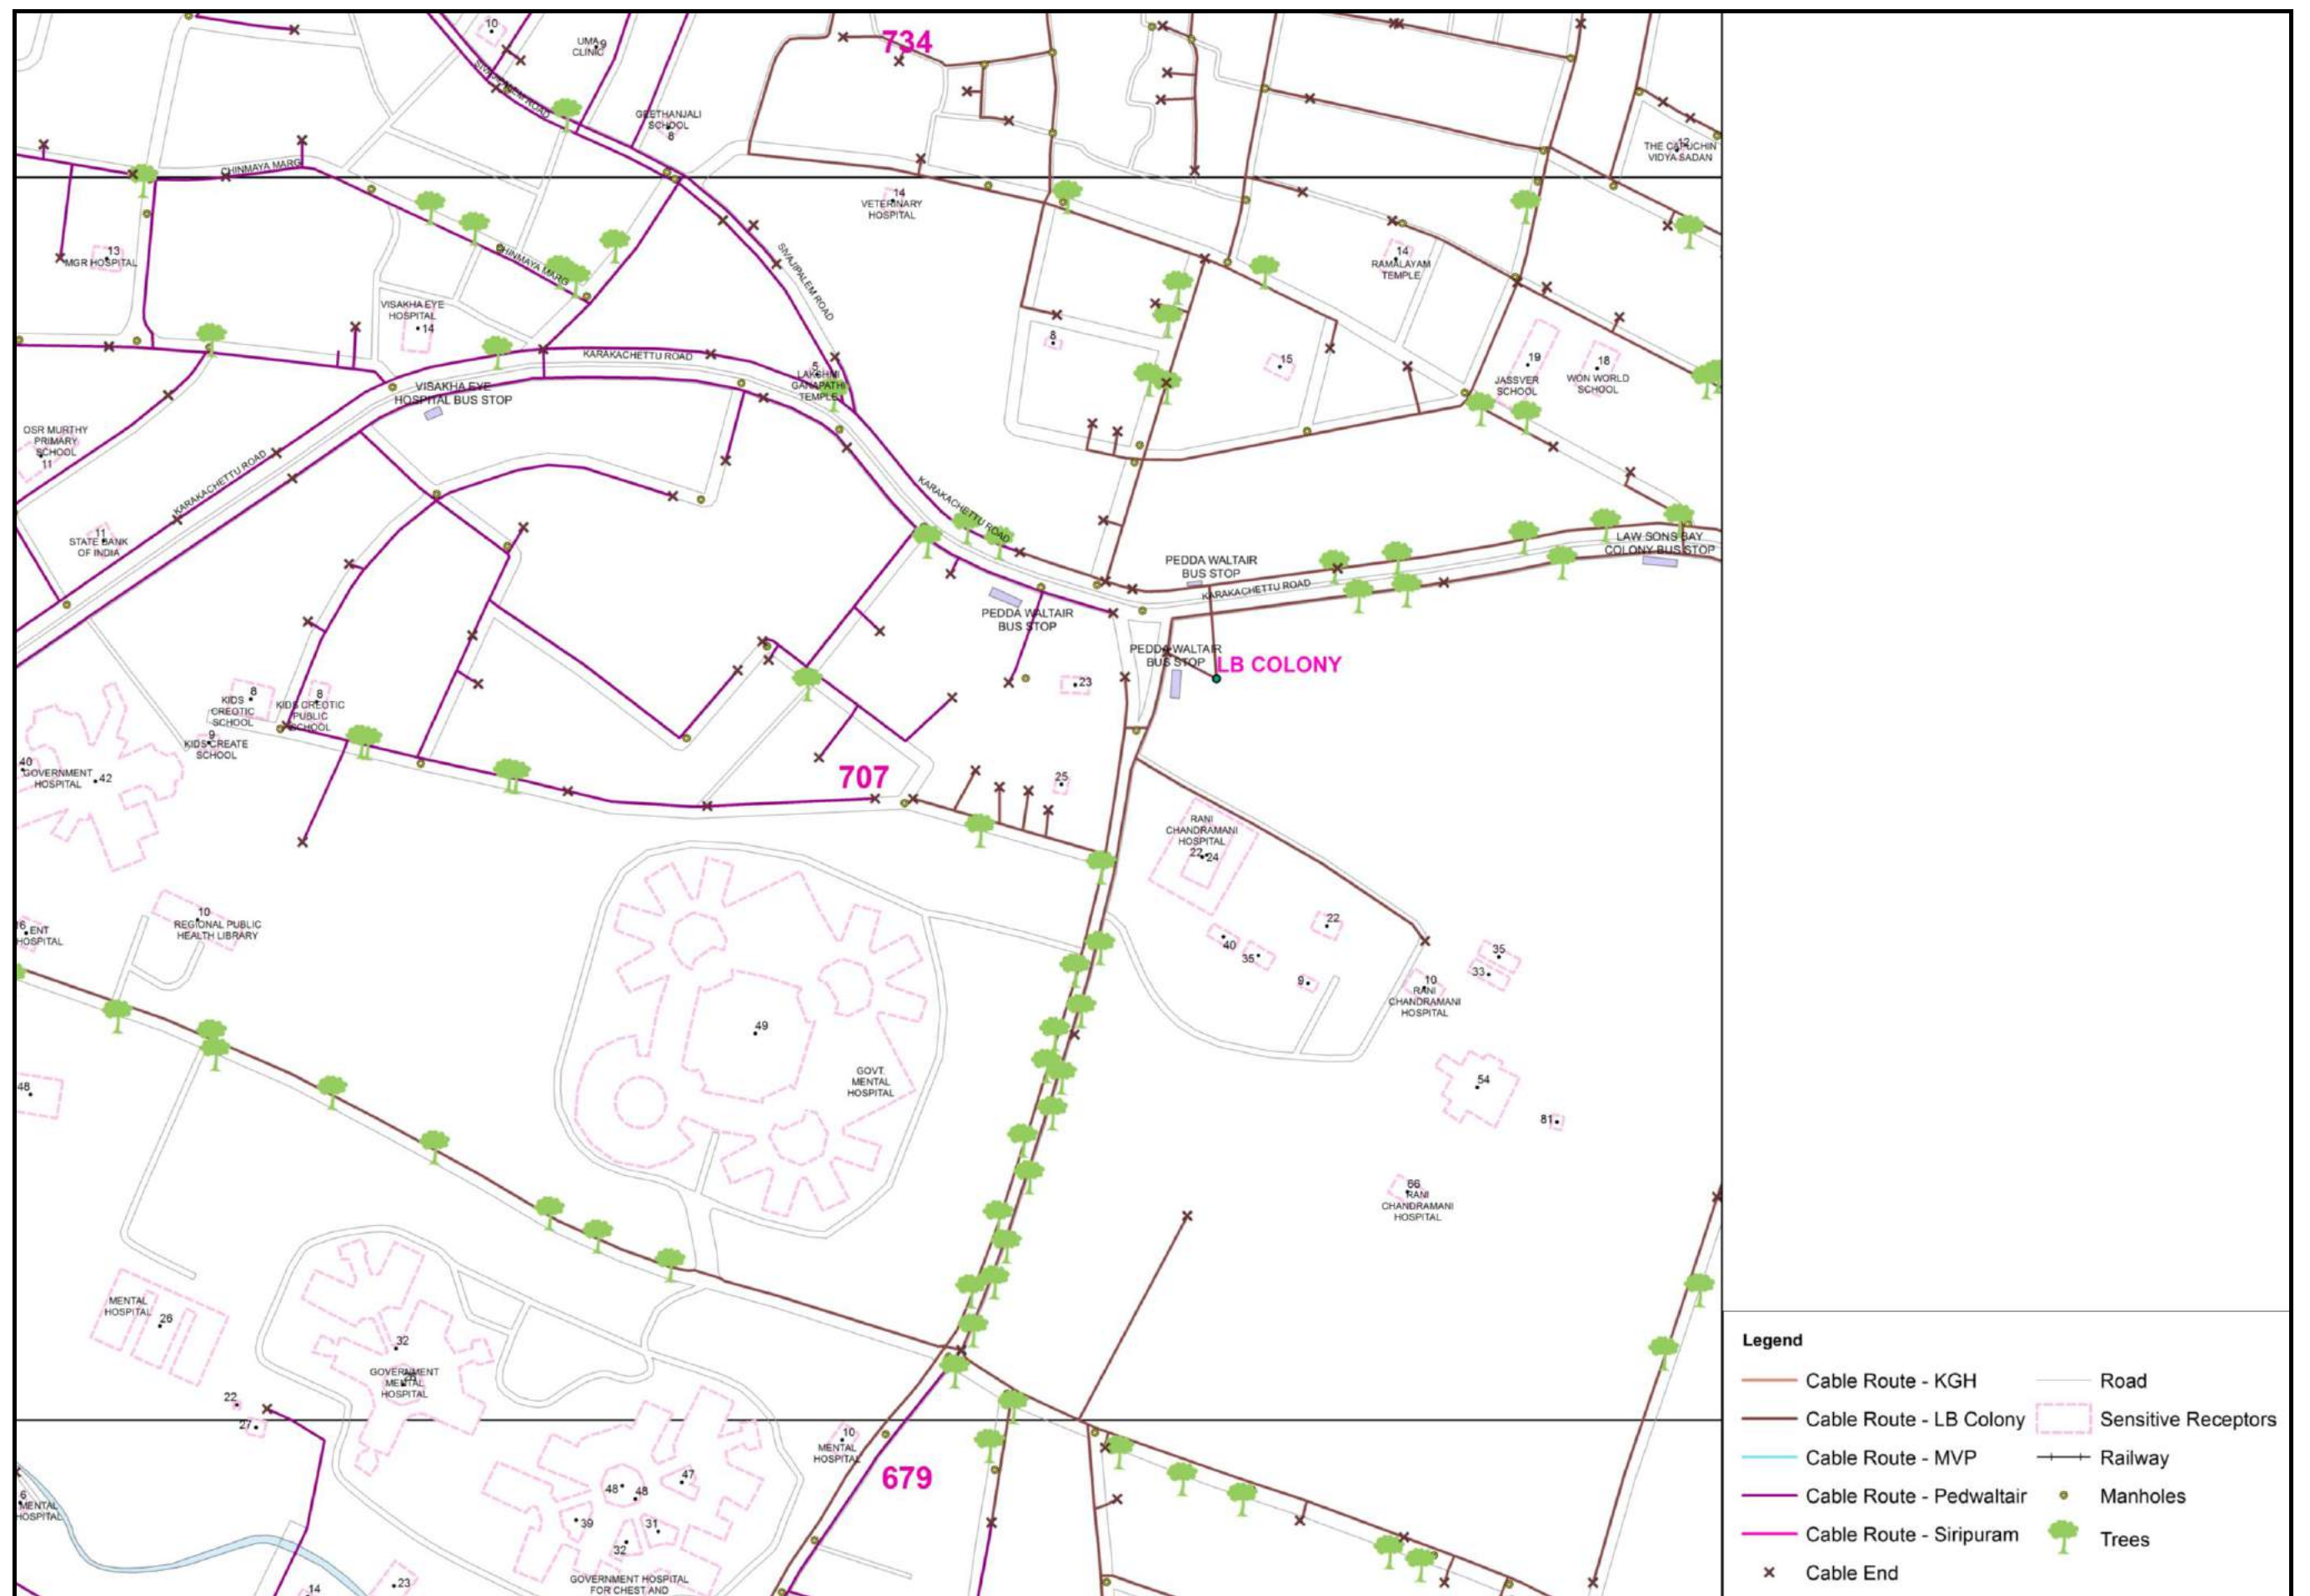 10
UMA
CLINIC
9
734
SIVAJIPALEM ROAD
GEETHANJALI
SCHOOL
8
THE CAPUCHIN
VIDYA SADAN
12
CHINMAYA MARG
14
VETERINARY
HOSPITAL
13
MGR HOSPITAL
CHINMAYA MARG
SIVAJIPALEM ROAD
14
RAMALAYAM
TEMPLE
VISAKHA EYE
HOSPITAL
14
KARAKACHETTU ROAD
8
15
19
JASSVER
SCHOOL
18
WON WORLD
SCHOOL
LAKSHMI
GANAPATHI
TEMPLE
VISAKHA EYE
HOSPITAL BUS STOP
OSR MURTHY
PRIMARY
SCHOOL
11
KARAKACHETTU ROAD
KARAKACHETTU ROAD
11
STATE BANK
OF INDIA
LAW SONS BAY
COLONY BUS STOP
PEDDA WALTAIR
BUS STOP
KARAKACHETTU ROAD
PEDDA WALTAIR
BUS STOP
PEDDA WALTAIR
BUS STOP
LB COLONY
23
8
KIDS
CREOTIC
SCHOOL
8
KIDS CREOTIC
PUBLIC
SCHOOL
9
KIDS CREATE
SCHOOL
40
GOVERNMENT
HOSPITAL
42
707
25
RANI
CHANDRAMANI
HOSPITAL
22
24
10
REGIONAL PUBLIC
HEALTH LIBRARY
16
ENT
HOSPITAL
22
40
35
35
33
9
10
RANI
CHANDRAMANI
HOSPITAL
49
GOVT.
MENTAL
HOSPITAL
48
54
81
66
RANI
CHANDRAMANI
HOSPITAL
MENTAL
HOSPITAL
26
32
GOVERNMENT
MENTAL
HOSPITAL
22
27
10
MENTAL
HOSPITAL
679
47
48
48
39
31
32
6
MENTAL
HOSPITAL
GOVERNMENT HOSPITAL
FOR CHEST AND
14
23
Legend
Cable Route - KGH
Cable Route - LB Colony
Cable Route - MVP
Cable Route - Pedwaltair
Cable Route - Siripuram
Cable End
Road
Sensitive Receptors
Railway
Manholes
Trees